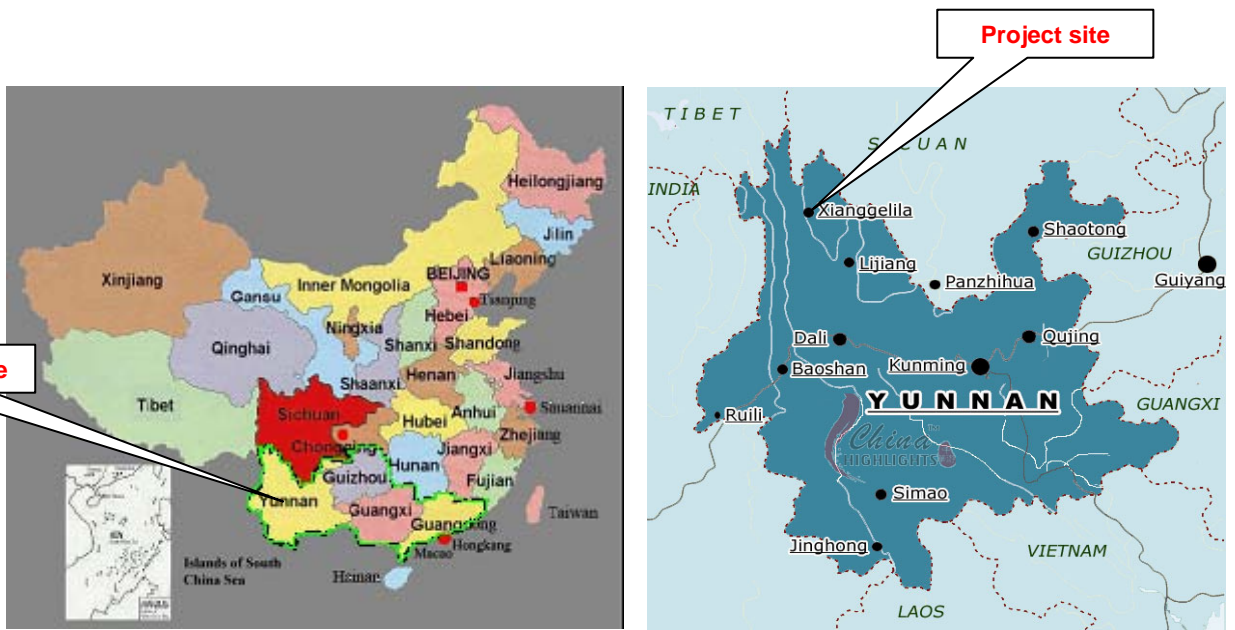 Project site
e
Heilongjiang
Jilin
Liaoning
Xinjiang
Inner Mongolia
BEIJING
Gansu
Tianjing
Hebei
Ningxia
Qinghai
Shanxi
Shandong
Shaanxi
Henan
Jiangshu
Tibet
Sichuan
Anhui
Hubei
Zhejiang
Chongqing
Hunan
Jiangxi
Guizhou
Fujian
Yunnan
Guangxi
Guangdong
Taiwan
Macao
Hongkang
Islands of South
China Sea
Hainan
TIBET
INDIA
Xianggelila
Shaotong
GUIZHOU
Lijiang
Panzhihua
Guiyang
Dali
Qujing
Baoshan
Kunming
YUNNAN
GUANGXI
Ruili
China
HIGHLIGHTS
Simao
Jinghong
VIETNAM
LAOS